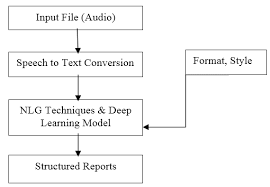 Input File (Audio)
Speech to Text Conversion
Format, Style
NLG Techniques & Deep
Learning Model
Structured Reports